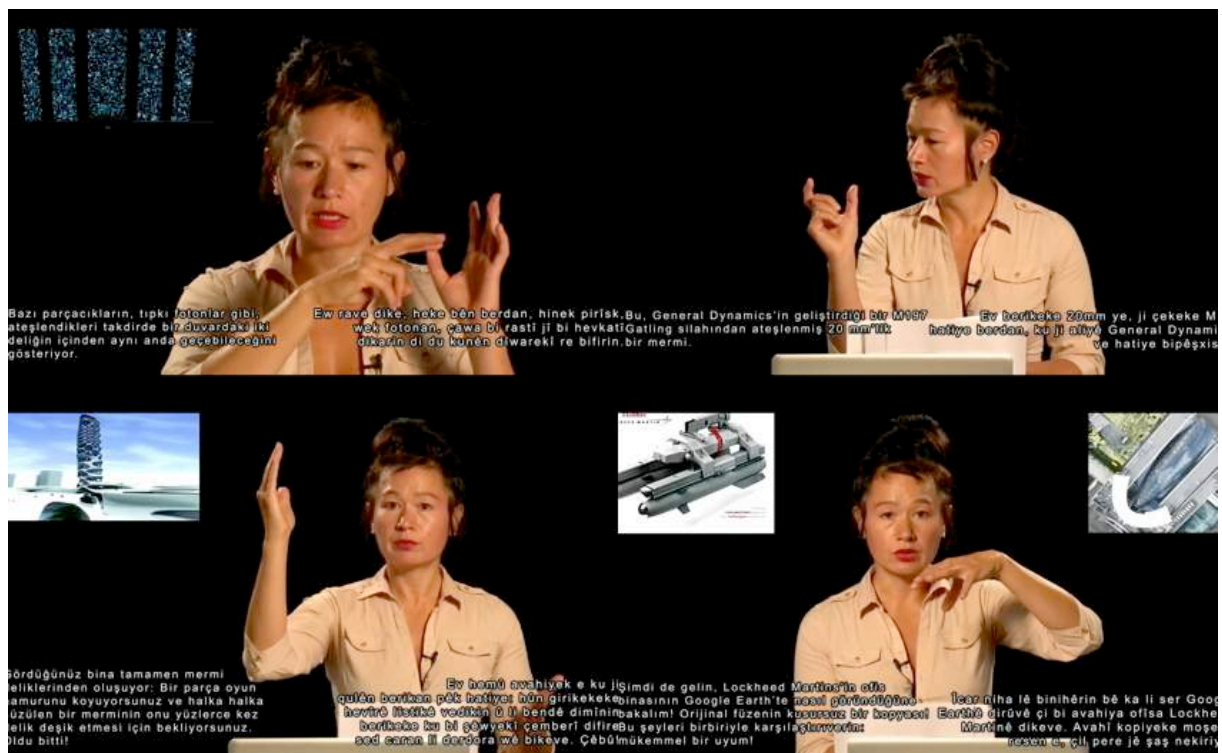 Bazı parçacıkların, tıpkı fotonlar gibi,
ateşlendikleri takdirde bir duvardaki iki
deliğin içinden aynı anda geçebileceğini
gösteriyor.
Ew rave dike, heke bên berdan, hinek pirîsk,
wek fotonan, çawa bi rastî jî bi hevkatî
dikarin di du kunên dîwarekî re bifirin.
Bu, General Dynamics'in geliştirdiği bir M197
Gatling silahından ateşlenmiş 20 mm'lik
bir mermi.
Ev berikeke 20mm ye, ji çekeke M
hatiye berdan, ku ji aliyê General Dynami
ve hatiye bipêşxis
Gördüğünüz bina tamamen mermi
deliklerinden oluşuyor: Bir parça oyun
hamurunu koyuyorsunuz ve halka halka
süzülen bir merminin onu yüzlerce kez
delik deşik etmesi için bekliyorsunuz.
Oldu bitti!
Ev hemû avahiyek e ku ji
qulên berikan pêk hatiye: hûn girikekeke
hevîrê lîstikê vedikin û li bendê dimînin
berikeke ku bi şêweykî çemberî difire
sed caran li derdora wê bikeve. Çêbû!
Şimdi de gelin, Lockheed Martins'in ofis
binasının Google Earth'te nasıl göründüğüne
bakalım! Orijinal füzenin kusursuz bir kopyası!
Bu şeyleri birbiriyle karşılaştırıverin:
mükemmel bir uyum!
Îcar niha lê binihêrin bê ka li ser Goog
Earthê dirûvê çi bi avahiya ofîsa Lockhe
Martinê dikeve. Avahî kopiyeke moşe
resen e, çil pere jê şaş nekiriy